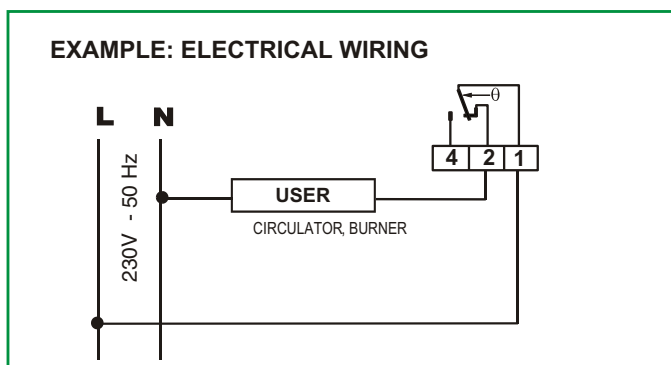 EXAMPLE: ELECTRICAL WIRING
L N
θ
4 2 1
230V - 50 Hz
USER
CIRCULATOR, BURNER